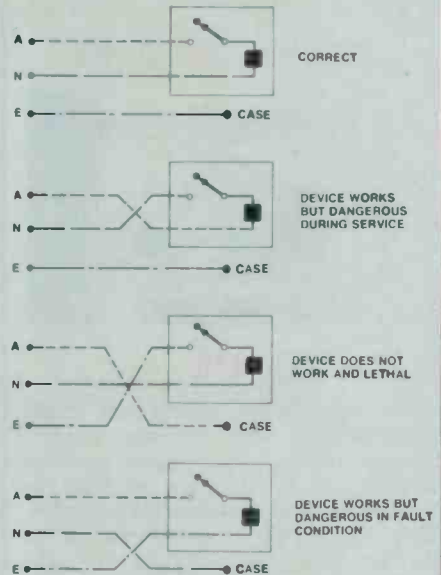 A
N
E
CASE
CORRECT
A
N
E
CASE
DEVICE WORKS
BUT DANGEROUS
DURING SERVICE
A
N
E
CASE
DEVICE DOES NOT
WORK AND LETHAL
A
N
E
CASE
DEVICE WORKS BUT
DANGEROUS IN FAULT
CONDITION